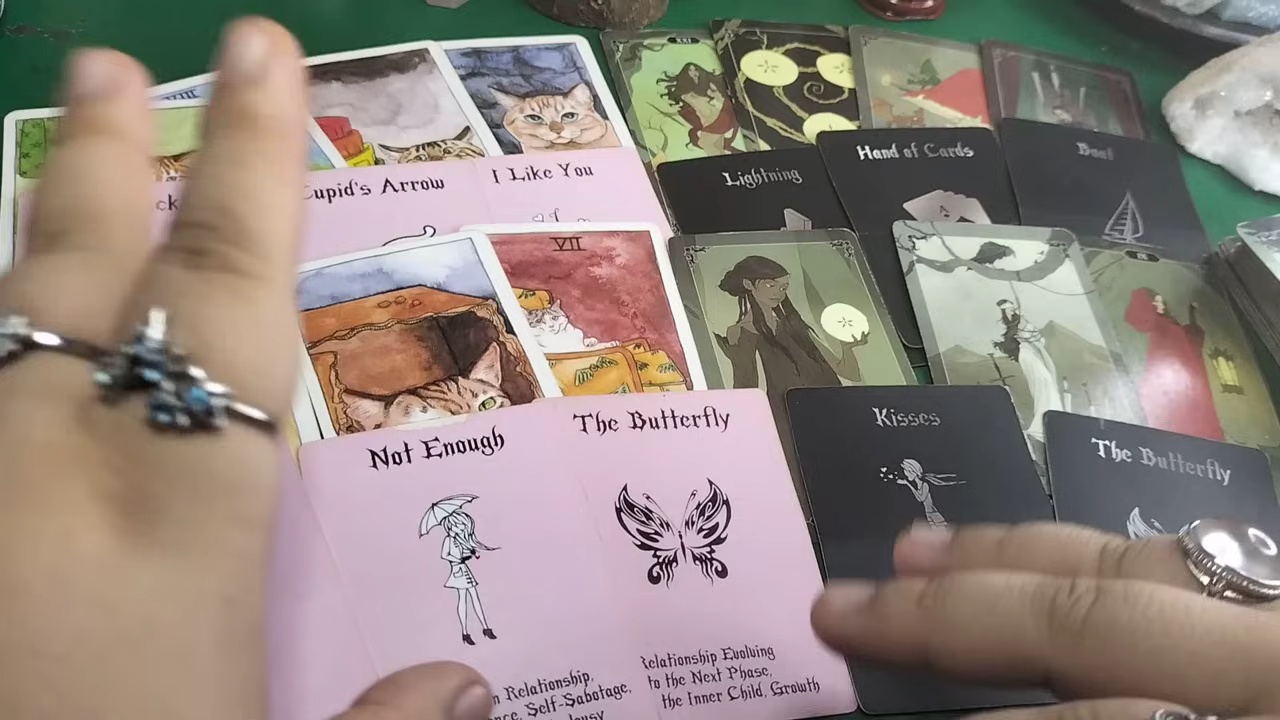 VIII
Cupid's Arrow
I Like You
Lightning
Hand of Cards
Boat
VII
Not Enough
The Butterfly
Kisses
The Butterfly
Relationship,
Self-Sabotage,
Relationship Evolving
to the Next Phase,
the Inner Child, Growth